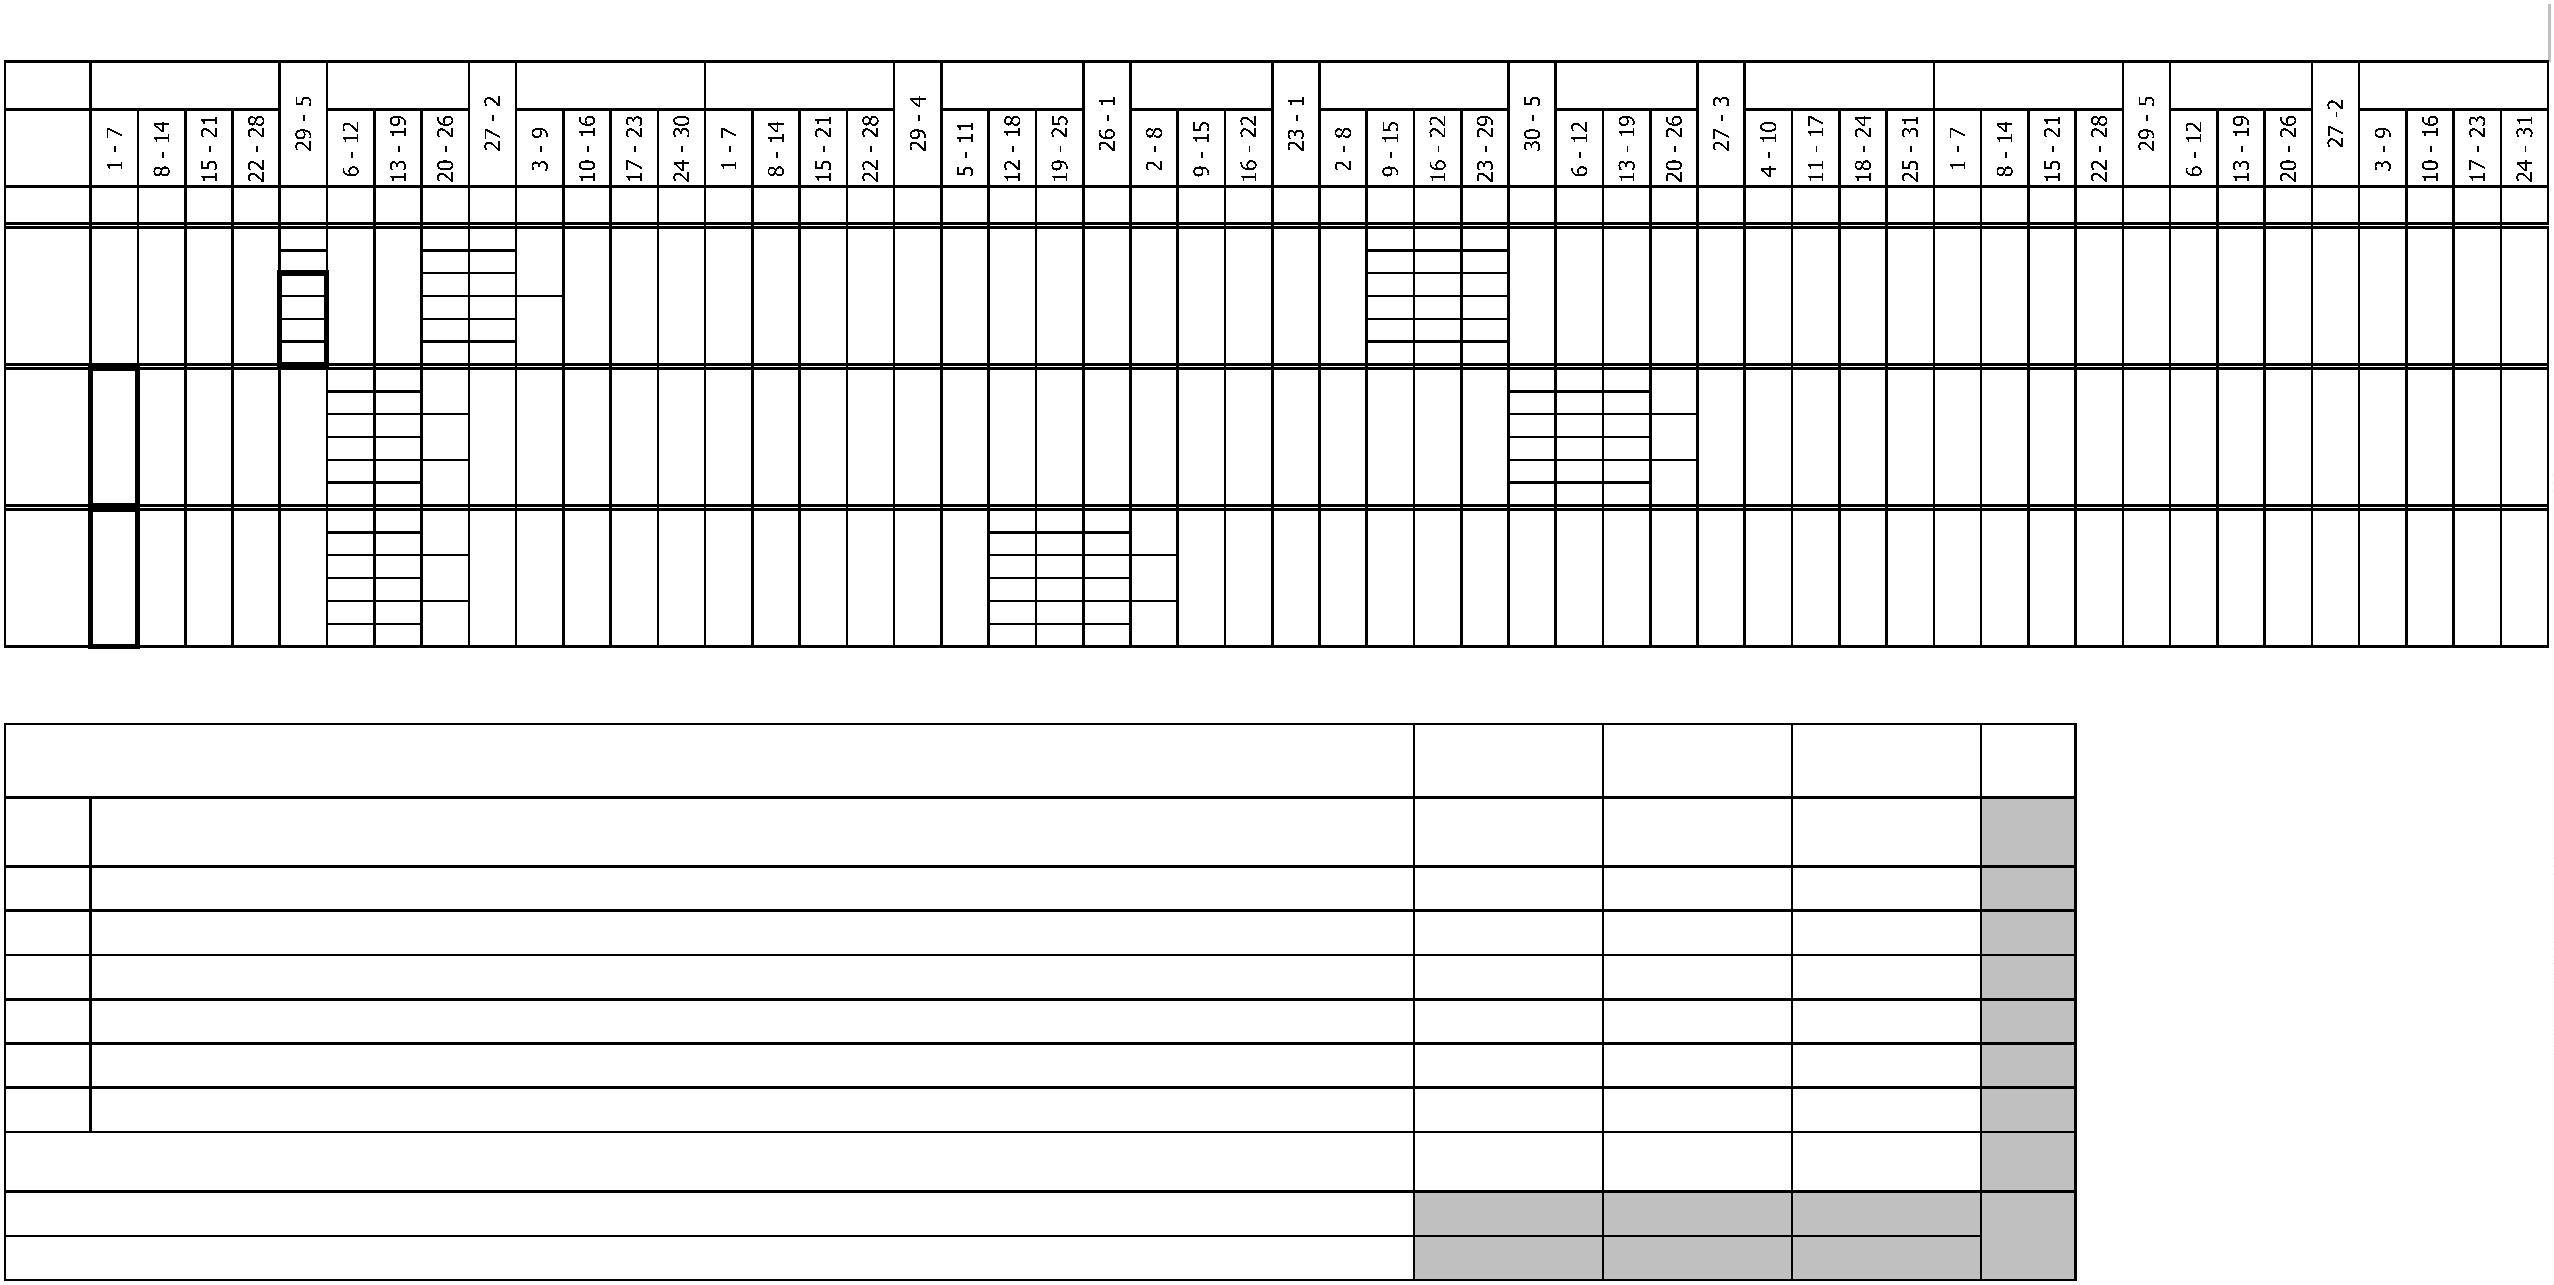 1 - 7
8 - 14
15 - 21
22 - 28
29 - 5
6 - 12
13 - 19
20 - 26
27 - 2
3 - 9
10 - 16
17 - 23
24 - 30
1 - 7
8 - 14
15 - 21
22 - 28
29 - 4
5 - 11
12 - 18
19 - 25
26 - 1
2 - 8
9 - 15
16 - 22
23 - 1
2 - 8
9 - 15
16 - 22
23 - 29
30 - 5
6 - 12
13 - 19
20 - 26
27 - 3
4 - 10
11 - 17
18 - 24
25 - 31
1 - 7
8 - 14
15 - 21
22 - 28
29 - 5
6 - 12
13 - 19
20 - 26
27 -2
3 - 9
10 - 16
17 - 23
24 - 31